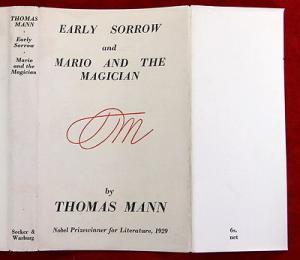 THOMAS
MANN
Early
Sorrow
Mario
and the
Magician
Secker &
Warburg
EARLY SORROW
and
MARIO AND THE
MAGICIAN
TM
by
THOMAS MANN
Nobel Prizewinner for Literature, 1929
6s.
net